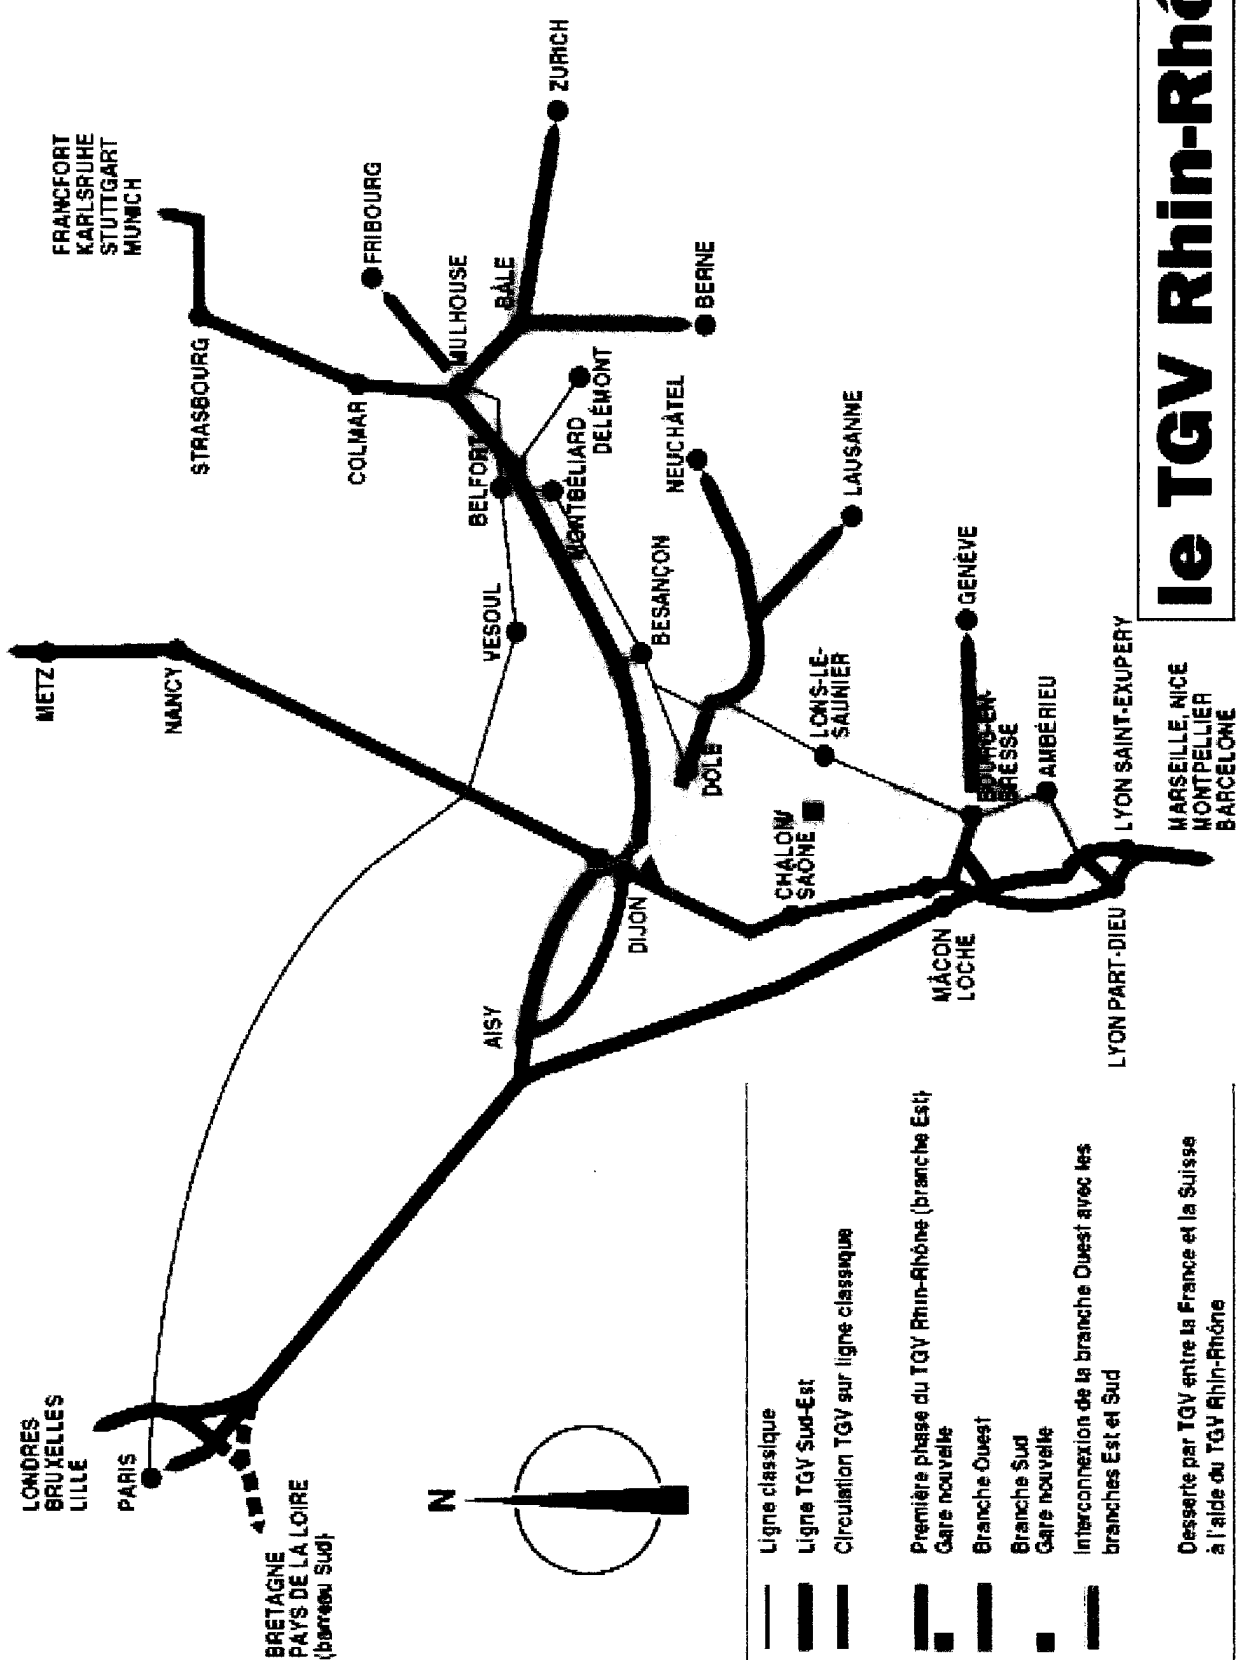 LONDRES
BRUXELLES
LILLE
PARIS
BRETAGNE
PAYS DE LA LOIRE
(barreau Sud)
METZ
NANCY
STRASBOURG
FRANCFORT
KARLSRUHE
STUTTGART
MUNICH
COLMAR
FRIBOURG
MULHOUSE
BÂLE
ZURICH
BERNE
BELFORT
MONTBÉLIARD
DELÉMONT
VESOUL
BESANÇON
NEUCHÂTEL
LAUSANNE
AISY
DIJON
DOLE
CHALON/
SAÔNE
LONS-LE-
SAUNIER
GENÈVE
BOURG-EN-
BRESSE
AMBÉRIEU
MÂCON
LOCHÉ
LYON PART-DIEU
LYON SAINT-EXUPERY
MARSEILLE, NICE
MONTPELLIER
BARCELONE
N
Ligne classique
Ligne TGV Sud-Est
Circulation TGV sur ligne classique
Première phase du TGV Rhin-Rhône (branche Est)
Gare nouvelle
Branche Ouest
Branche Sud
Gare nouvelle
Interconnexion de la branche Ouest avec les
branches Est et Sud
Desserte par TGV entre la France et la Suisse
à l'aide du TGV Rhin-Rhône
le TGV Rhin-Rhô